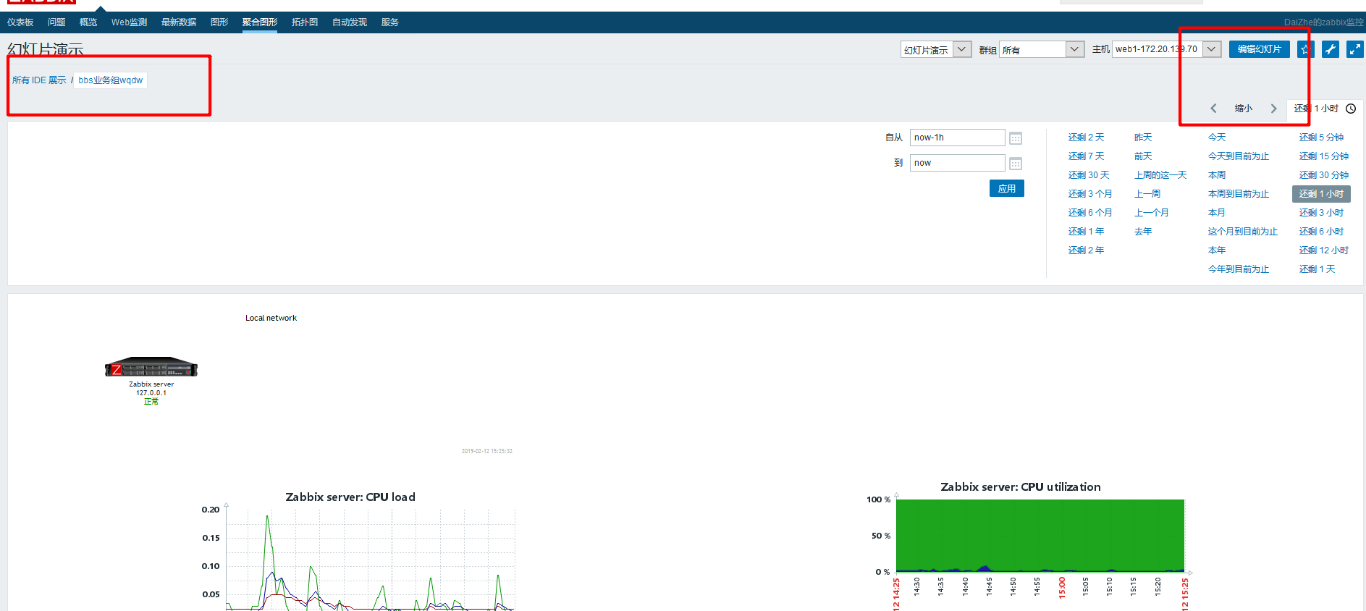 ZABBIX
仪表板 问题 概览 Web监测 最新数据 图形 聚合图形 拓扑图 自动发现 服务 DaiZhe的zabbix监控
幻灯片演示 幻灯片演示 群组 所有 主机 web1-172.20.139.70 编辑幻灯片
所有 IDE 展示 / bbs业务组wqdw
缩小 还剩 1 小时
自从 now-1h
到 now
应用
还剩 2 天 昨天 今天 还剩 5 分钟
还剩 7 天 前天 今天到目前为止 还剩 15 分钟
还剩 30 天 上周的这一天 本周 还剩 30 分钟
还剩 3 个月 上一周 本周到目前为止 还剩 1 小时
还剩 6 个月 上一个月 本月 还剩 3 小时
还剩 1 年 去年 这个月到目前为止 还剩 6 小时
还剩 2 年 本年 还剩 12 小时
今年到目前为止 还剩 1 天
Local network
Z
Zabbix server
127.0.0.1
正常
Zabbix server: CPU load
0.20
0.15
0.10
0.05
Zabbix server: CPU utilization
100 %
50 %
0 %
12 14:25 14:30 14:35 14:40 14:45 14:50 14:55 15:00 15:05 15:10 15:15 15:20 12 15:25